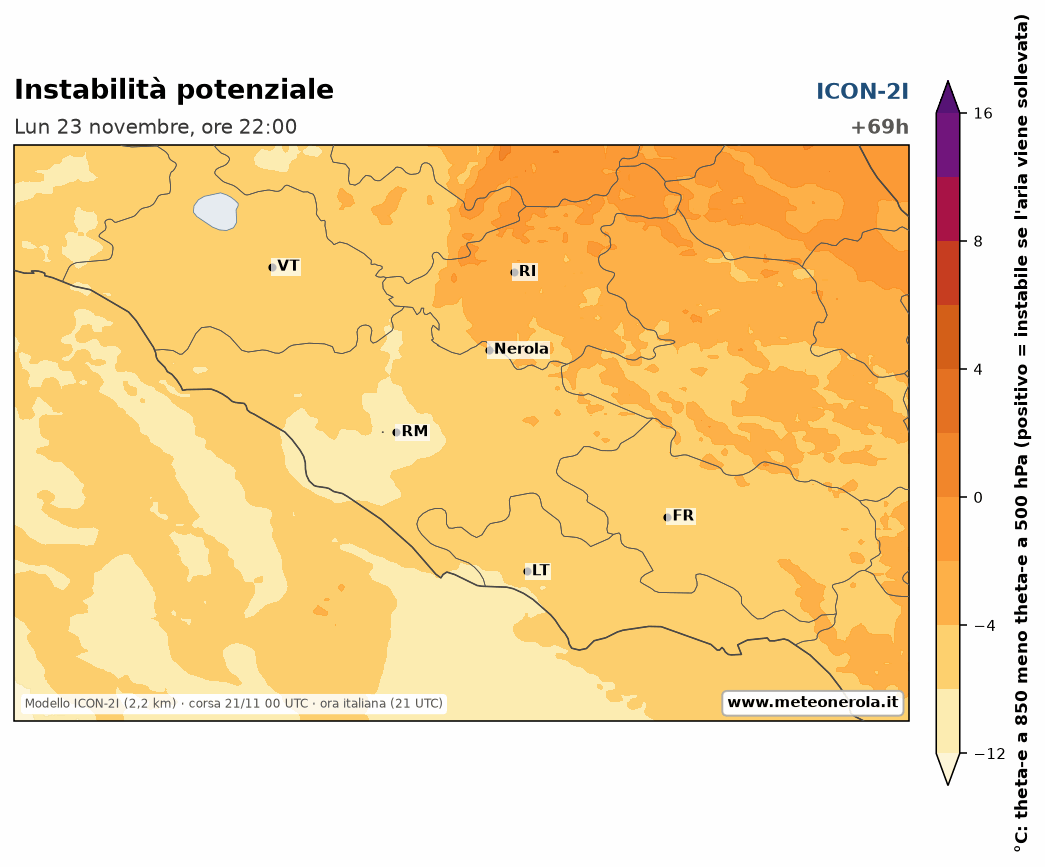 Instabilità potenziale
ICON-2I
Lun 23 novembre, ore 22:00
+69h
VT
RI
Nerola
RM
FR
LT
Modello ICON-2I (2,2 km) · corsa 21/11 00 UTC · ora italiana (21 UTC)
www.meteonerola.it
16
8
4
0
−4
−12
°C: theta-e a 850 meno theta-e a 500 hPa (positivo = instabile se l'aria viene sollevata)